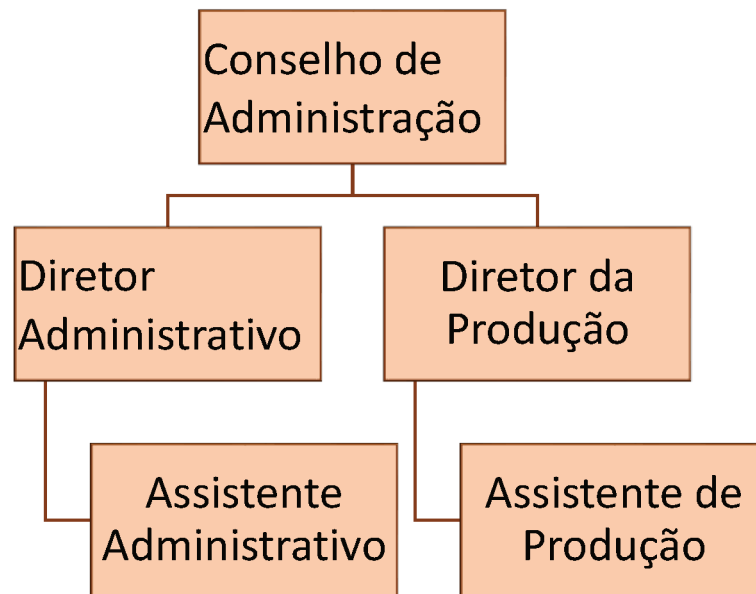 Conselho de
Administração
Diretor
Administrativo
Diretor da
Produção
Assistente
Administrativo
Assistente de
Produção